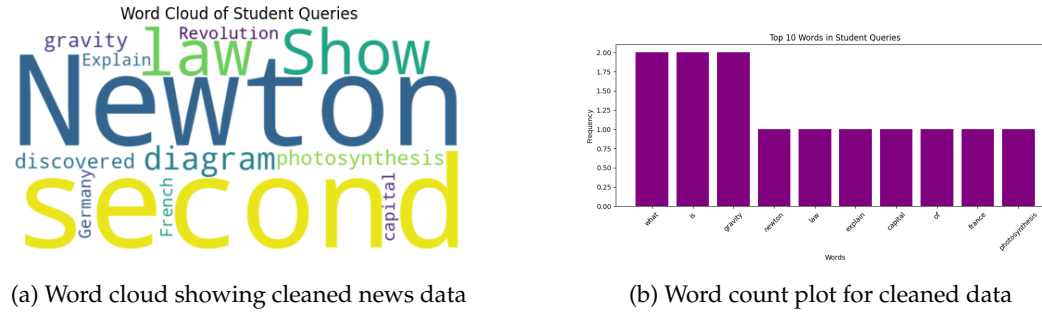 Word Cloud of Student Queries
gravity
Revolution
Explain
law
Show
Newton
discovered
diagram
photosynthesis
second
Germany
French
capital
(a) Word cloud showing cleaned news data
Top 10 Words in Student Queries
Frequency
2.00
1.75
1.50
1.25
1.00
0.75
0.50
0.25
0.00
what
is
gravity
newton
law
explain
capital
of
france
photosynthesis
Words
(b) Word count plot for cleaned data